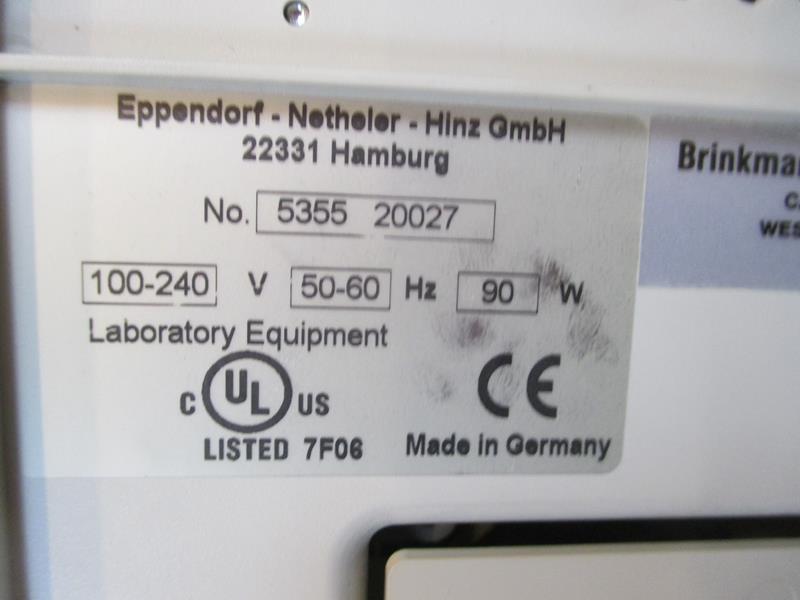 Eppendorf - Netheler - Hinz GmbH
22331 Hamburg
No. 5355 20027
100-240 V 50-60 Hz 90 W
Laboratory Equipment
C UL US
LISTED 7F06
CE
Made in Germany